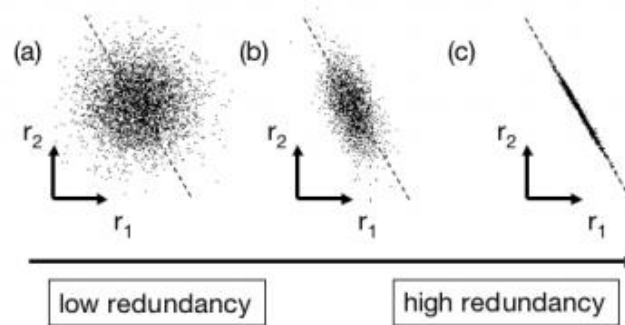 (a) (b) (c)
r2 r2 r2
r1 r1 r1
low redundancy high redundancy